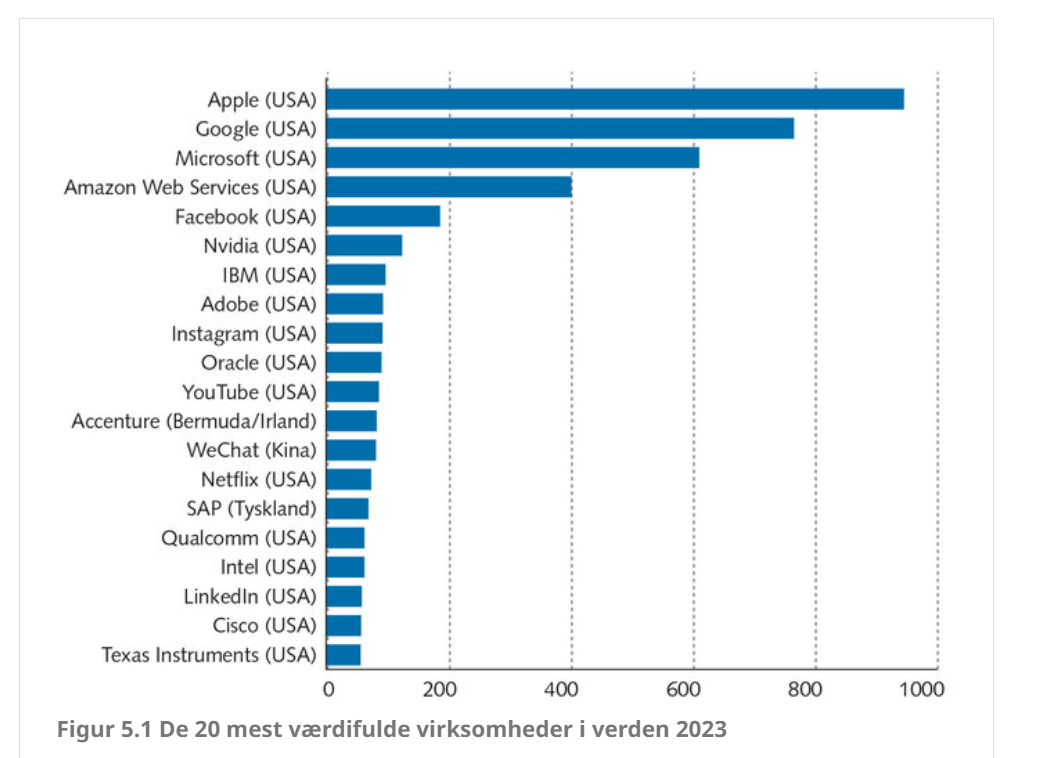 Apple (USA)
Google (USA)
Microsoft (USA)
Amazon Web Services (USA)
Facebook (USA)
Nvidia (USA)
IBM (USA)
Adobe (USA)
Instagram (USA)
Oracle (USA)
YouTube (USA)
Accenture (Bermuda/Irland)
WeChat (Kina)
Netflix (USA)
SAP (Tyskland)
Qualcomm (USA)
Intel (USA)
LinkedIn (USA)
Cisco (USA)
Texas Instruments (USA)
0 200 400 600 800 1000
Figur 5.1 De 20 mest værdifulde virksomheder i verden 2023